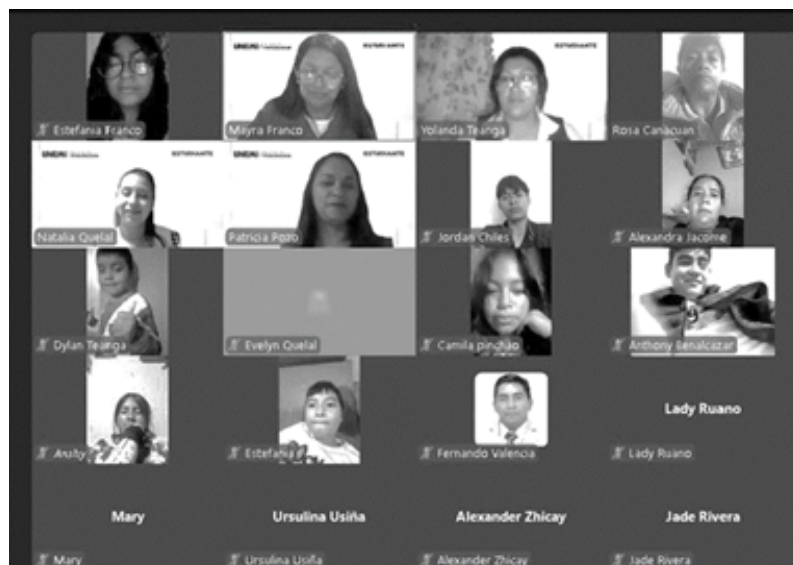 UNEMI
ESTUDIANTE
Estefania Franco
Mayra Franco
Yolanda Teanga
Rosa Canacuan
UNEMI
ESTUDIANTE
UNEMI
ESTUDIANTE
ESTUDIANTE
Natalia Quelal
Patricia Pozo
Jordan Chiles
Alexandra Jacome
Dylan Teanga
Evelyn Quelal
Camila pinchao
Anthony Benalcazar
Lady Ruano
Anshy
Estefania
Fernando Valencia
Lady Ruano
Mary
Ursulina Usiña
Alexander Zhicay
Jade Rivera
Mary
Ursulina Usiña
Alexander Zhicay
Jade Rivera